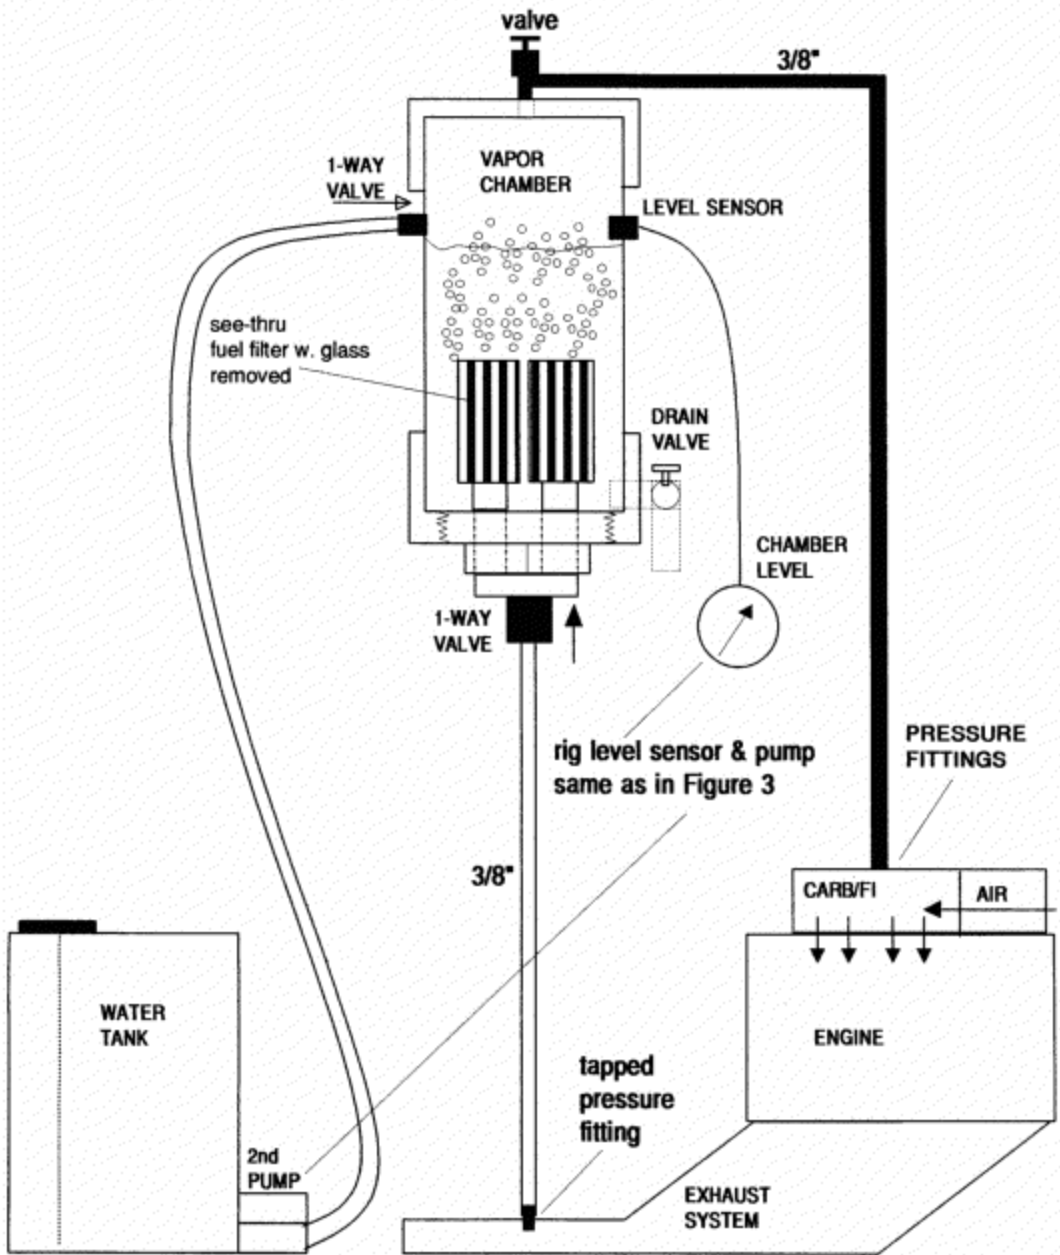 valve
3/8"
1-WAY
VALVE
VAPOR
CHAMBER
LEVEL SENSOR
see-thru
fuel filter w. glass
removed
DRAIN
VALVE
CHAMBER
LEVEL
1-WAY
VALVE
rig level sensor & pump
same as in Figure 3
PRESSURE
FITTINGS
3/8"
CARB/FI
AIR
WATER
TANK
ENGINE
tapped
pressure
fitting
2nd
PUMP
EXHAUST
SYSTEM